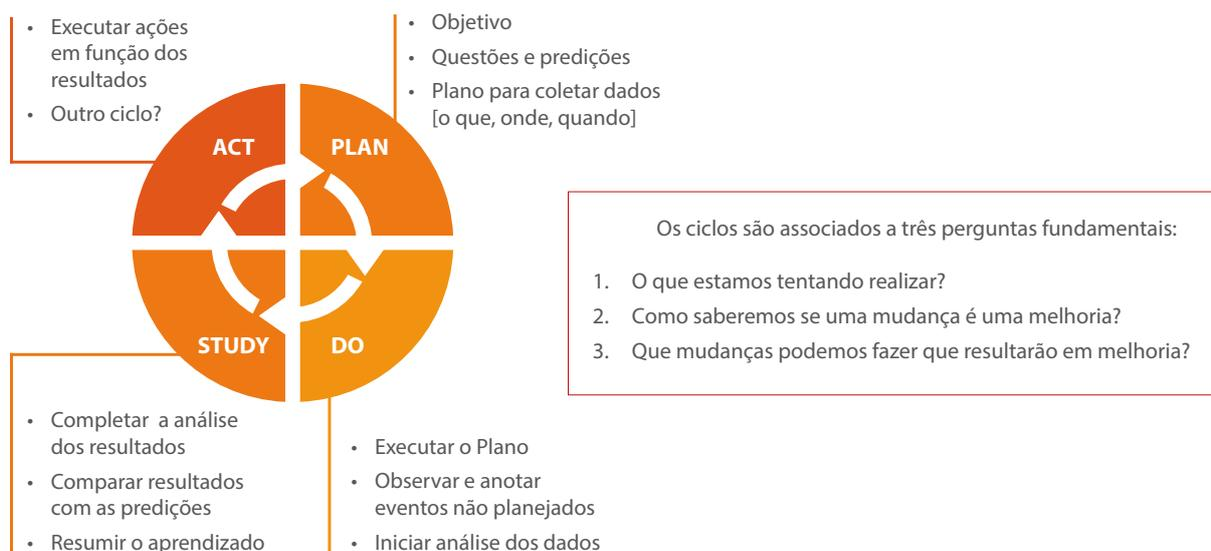 • Executar ações
em função dos
resultados
• Outro ciclo?
• Objetivo
• Questões e predições
• Plano para coletar dados
[o que, onde, quando]
ACT
PLAN
STUDY
DO
Os ciclos são associados a três perguntas fundamentais:
1. O que estamos tentando realizar?
2. Como saberemos se uma mudança é uma melhoria?
3. Que mudanças podemos fazer que resultarão em melhoria?
• Completar a análise
dos resultados
• Comparar resultados
com as predições
• Resumir o aprendizado
• Executar o Plano
• Observar e anotar
eventos não planejados
• Iniciar análise dos dados